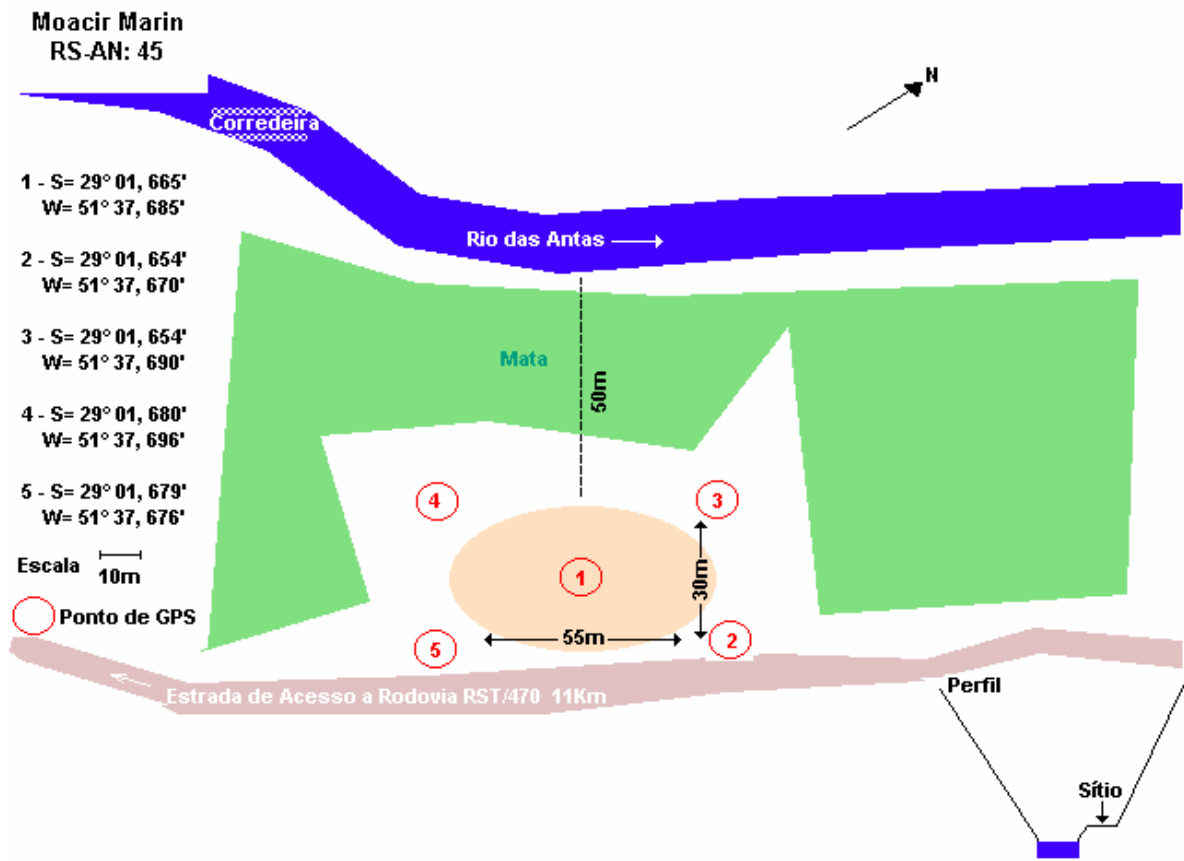 Moacir Marin
RS-AN: 45
N
Corredeira
1 - S= 29° 01, 665'
W= 51° 37, 685'
Rio das Antas
2 - S= 29° 01, 654'
W= 51° 37, 670'
3 - S= 29° 01, 654'
W= 51° 37, 690'
Mata
50m
4 - S= 29° 01, 680'
W= 51° 37, 696'
5 - S= 29° 01, 679'
W= 51° 37, 676'
4
3
Escala
10m
1
30m
Ponto de GPS
5
55m
2
Estrada de Acesso a Rodovia RST/470 11Km
Perfil
Sítio